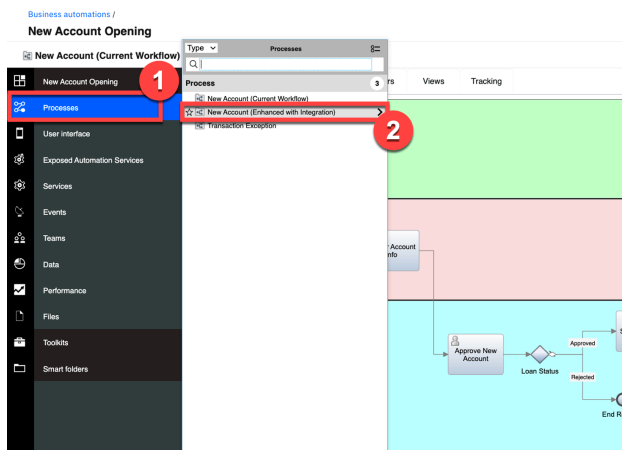 Business automations /
New Account Opening
New Account (Current Workflow)
Type
Processes
Process
3
New Account (Current Workflow)
New Account (Enhanced with Integration)
Transaction Exception
1
2
New Account Opening
Processes
User interface
Exposed Automation Services
Services
Events
Teams
Data
Performance
Files
Toolkits
Smart folders
Views
Tracking
Account
Approve New
Account
Loan Status
Approved
Rejected
End R